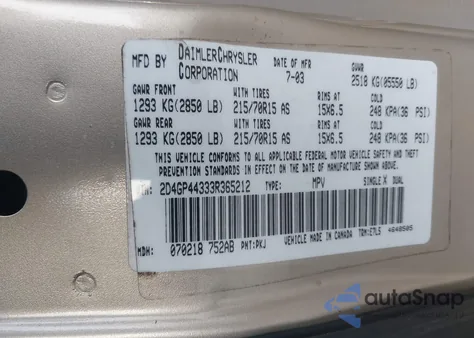 MFD BY DAIMLERCHRYSLER CORPORATION DATE OF MFR 7-03 GVWR 2518 KG(05550 LB)
GAWR FRONT WITH TIRES RIMS AT COLD
1293 KG(2850 LB) 215/70R15 AS 15X6.5 248 KPA(36 PSI)
GAWR REAR WITH TIRES RIMS AT COLD
1293 KG(2850 LB) 215/70R15 AS 15X6.5 248 KPA(36 PSI)
THIS VEHICLE CONFORMS TO ALL APPLICABLE FEDERAL MOTOR VEHICLE SAFETY AND THEFT
PREVENTION STANDARDS IN EFFECT ON THE DATE OF MANUFACTURE SHOWN ABOVE.
VIN: 2D4GP44333R365212 TYPE: MPV SINGLE X DUAL
MDH: 070218 752AB PNT:PKJ VEHICLE MADE IN CANADA TRM:E7L5 4648505
autoSnap